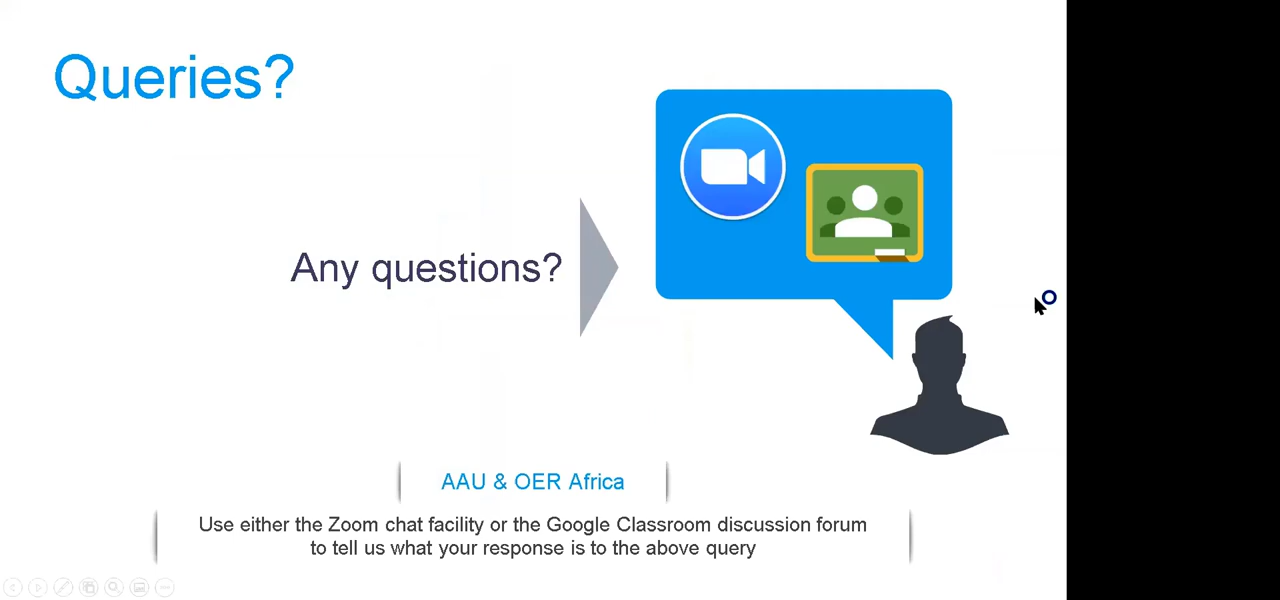 Queries?
Any questions?
AAU & OER Africa
Use either the Zoom chat facility or the Google Classroom discussion forum
to tell us what your response is to the above query